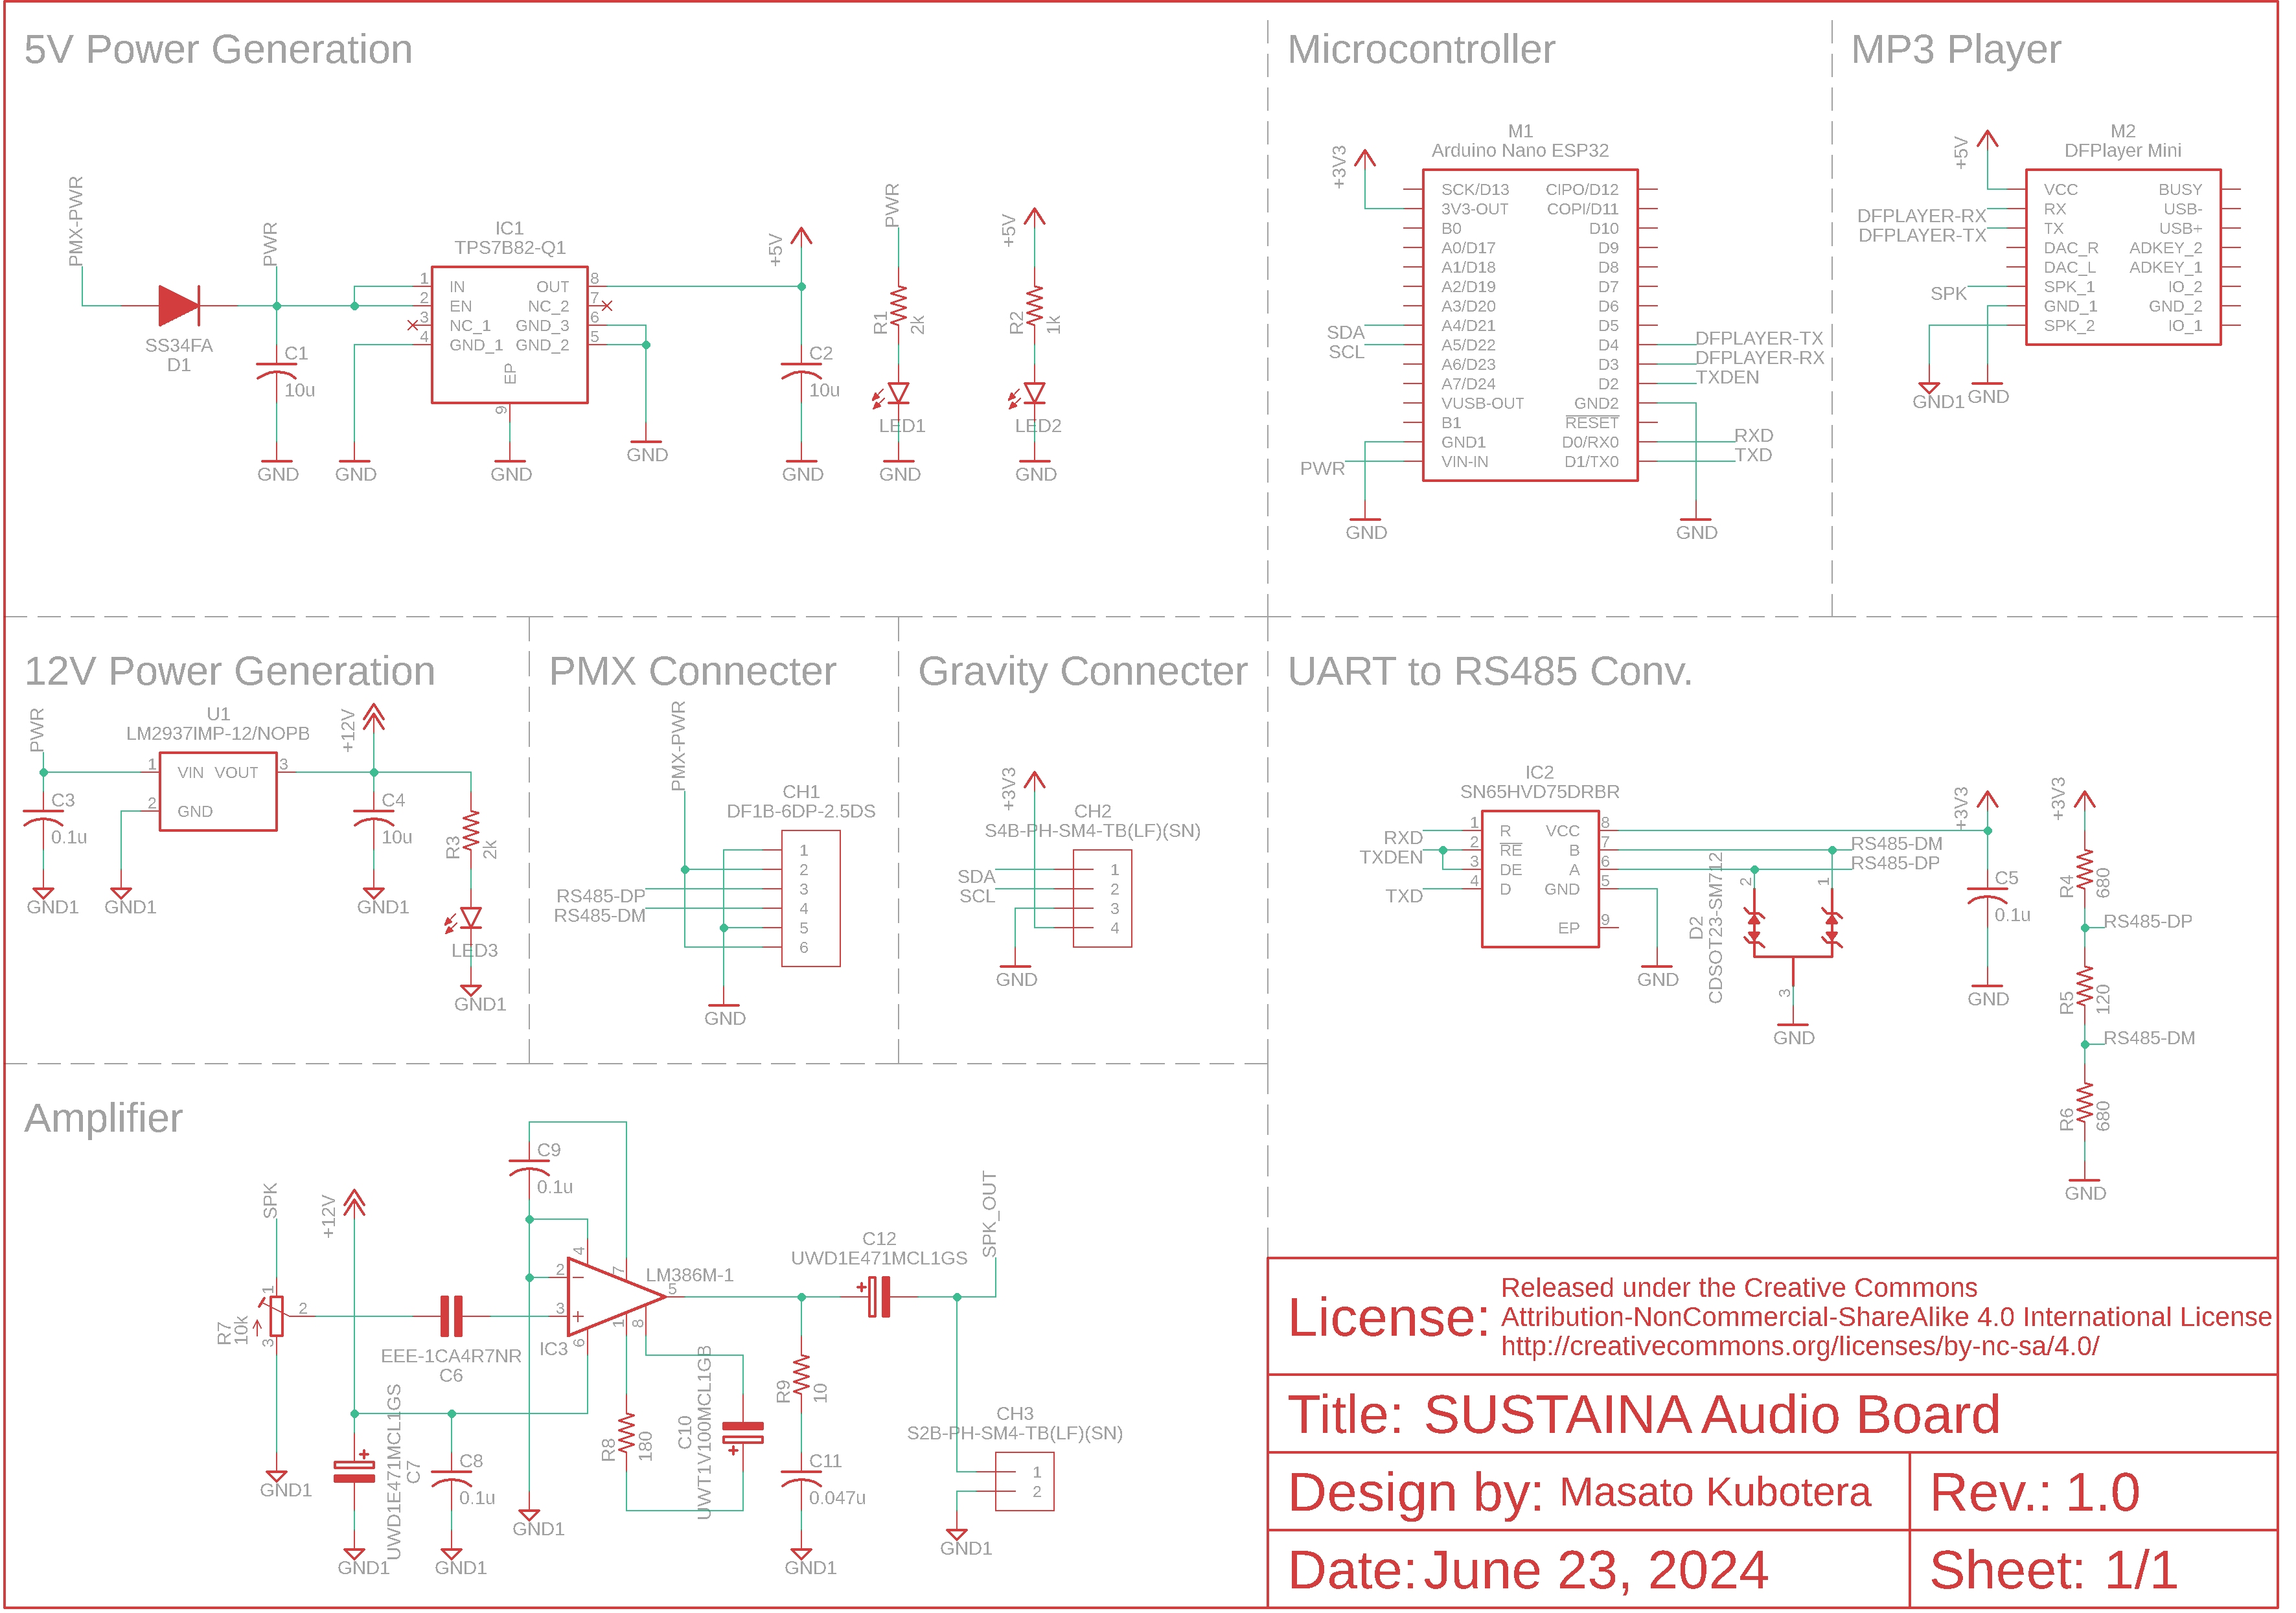 5V Power Generation
PMX-PWR
SS34FA
D1
PWR
C1
10u
GND
GND
IC1
TPS7B82-Q1
1 IN OUT 8
2 EN NC_2 7
3 NC_1 GND_3 6
4 GND_1 GND_2 5
EP
9
GND
GND
+5V
C2
10u
GND
PWR
R1
2k
LED1
GND
+5V
R2
1k
LED2
GND
Microcontroller
M1
Arduino Nano ESP32
+3V3
SCK/D13 CIPO/D12
3V3-OUT COPI/D11
B0 D10
A0/D17 D9
A1/D18 D8
A2/D19 D7
A3/D20 D6
SDA A4/D21 D5
SCL A5/D22 D4 DFPLAYER-TX
A6/D23 D3 DFPLAYER-RX
A7/D24 D2 TXDEN
VUSB-OUT GND2
B1 RESET
GND1 D0/RX0 RXD
PWR VIN-IN D1/TX0 TXD
GND
GND
MP3 Player
M2
DFPlayer Mini
+5V
VCC BUSY
DFPLAYER-RX RX USB-
DFPLAYER-TX TX USB+
DAC_R ADKEY_2
DAC_L ADKEY_1
SPK SPK_1 IO_2
GND_1 GND_2
SPK_2 IO_1
GND1 GND
12V Power Generation
PWR
C3
0.1u
GND1
U1
LM2937IMP-12/NOPB
1 VIN VOUT 3
2 GND
GND1
+12V
C4
10u
GND1
R3
2k
LED3
GND1
PMX Connecter
PMX-PWR
CH1
DF1B-6DP-2.5DS
1
2
RS485-DP 3
RS485-DM 4
5
6
GND
Gravity Connecter
+3V3
CH2
S4B-PH-SM4-TB(LF)(SN)
SDA 1
SCL 2
3
4
GND
UART to RS485 Conv.
IC2
SN65HVD75DRBR
RXD 1 R VCC 8
TXDEN 2 RE B 7 RS485-DM
3 DE A 6 RS485-DP
TXD 4 D GND 5
EP 9
GND
D2
CDSOT23-SM712
2
1
3
GND
+3V3
C5
0.1u
GND
+3V3
R4
680
RS485-DP
R5
120
RS485-DM
R6
680
GND
Amplifier
SPK
R7
10k
1
2
3
GND1
+12V
EEE-1CA4R7NR
C6
UWD1E471MCL1GS
C7
GND1
C8
0.1u
GND1
C9
0.1u
GND1
LM386M-1
IC3
4
7
2
3
5
6
1
8
R8
180
C10
UWT1V100MCL1GB
R9
10
C11
0.047u
GND1
C12
UWD1E471MCL1GS
SPK_OUT
CH3
S2B-PH-SM4-TB(LF)(SN)
1
2
GND1
License: Released under the Creative Commons
Attribution-NonCommercial-ShareAlike 4.0 International License
http://creativecommons.org/licenses/by-nc-sa/4.0/
Title: SUSTAINA Audio Board
Design by: Masato Kubotera Rev.: 1.0
Date: June 23, 2024 Sheet: 1/1